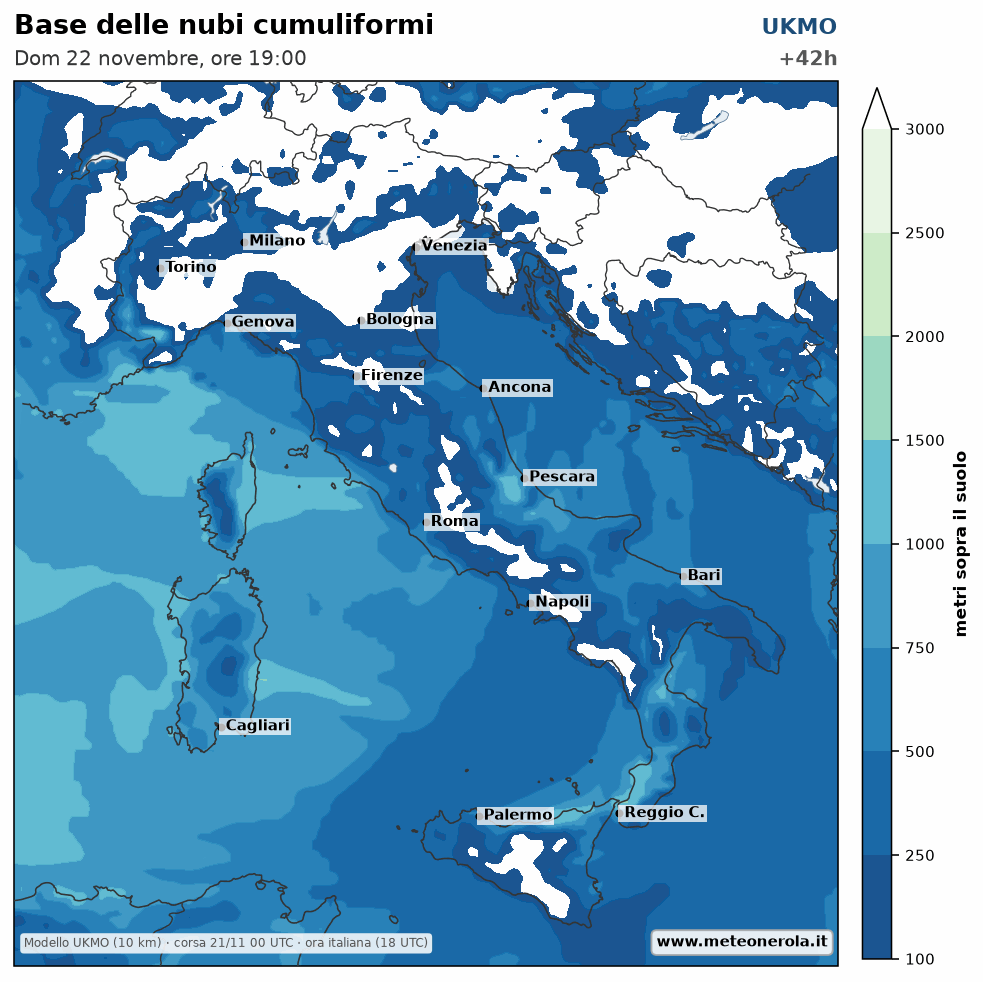 Base delle nubi cumuliformi
UKMO
Dom 22 novembre, ore 19:00
+42h
3000
2500
2000
1500
1000
750
500
250
100
metri sopra il suolo
Milano
Venezia
Torino
Genova
Bologna
Firenze
Ancona
Pescara
Roma
Bari
Napoli
Cagliari
Palermo
Reggio C.
Modello UKMO (10 km) · corsa 21/11 00 UTC · ora italiana (18 UTC)
www.meteonerola.it